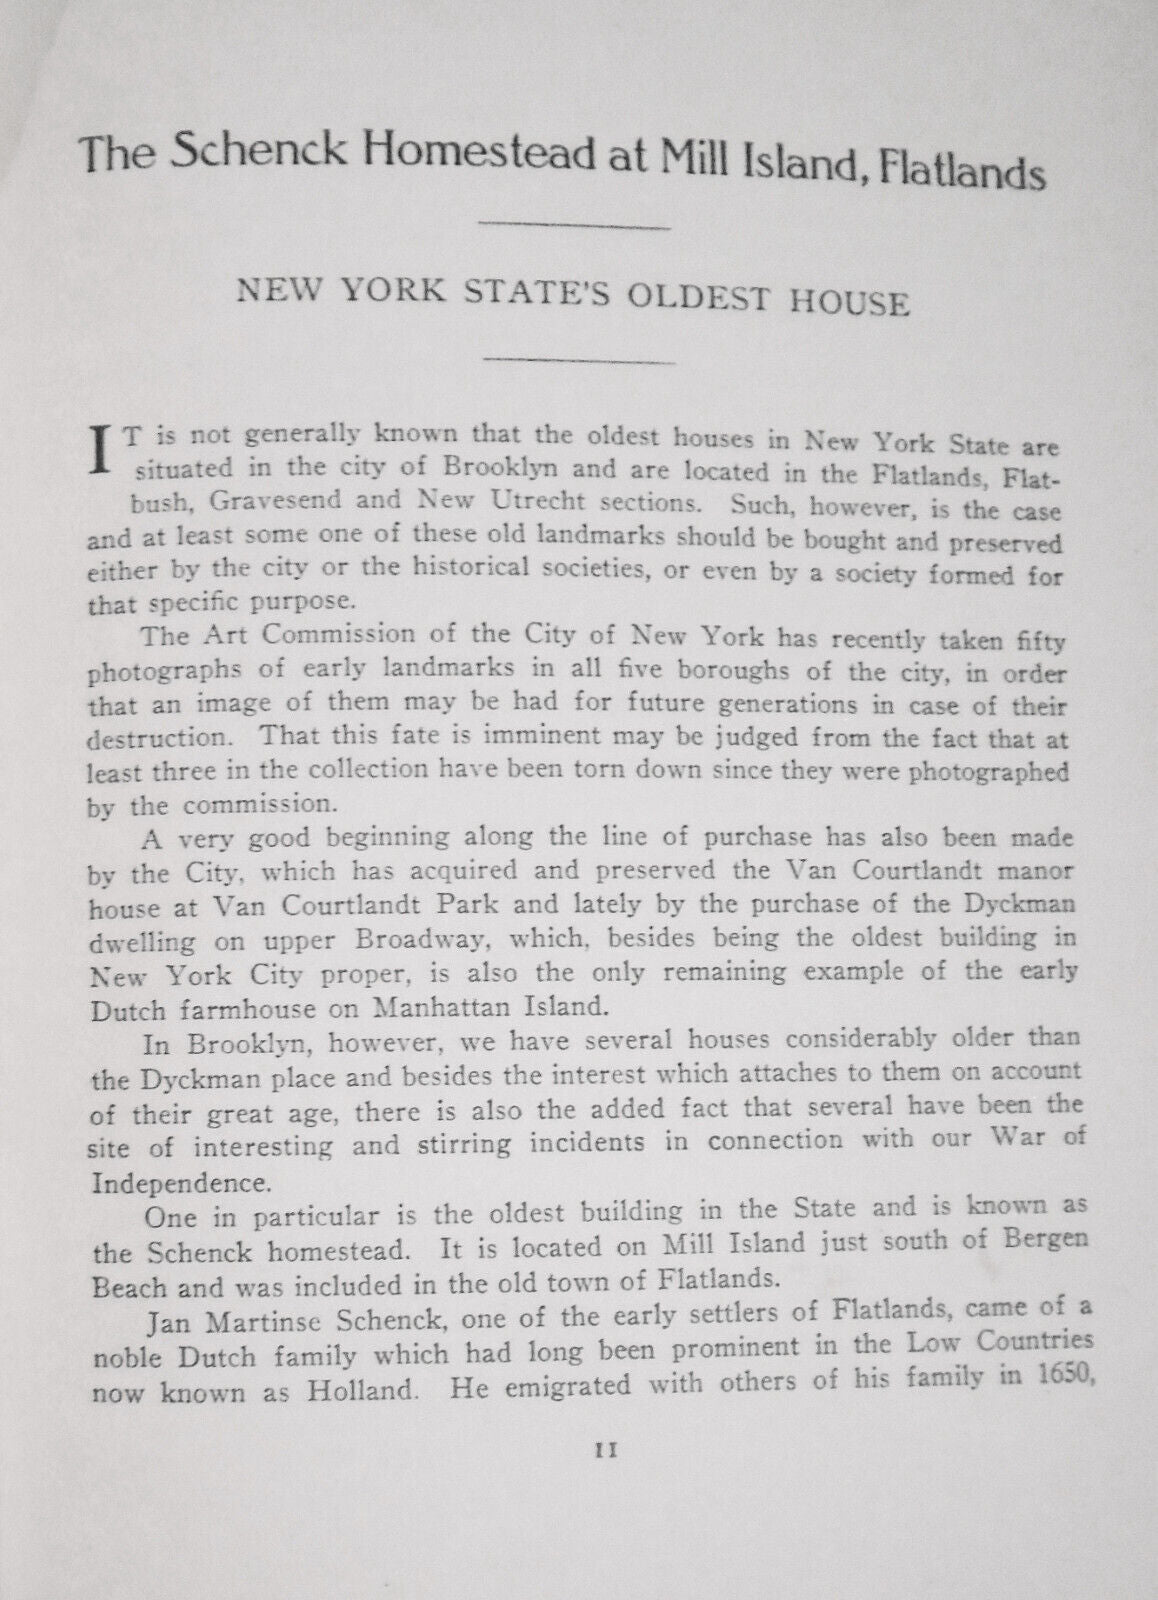 The Schenck Homestead at Mill Island, Flatlands
NEW YORK STATE'S OLDEST HOUSE
IT is not generally known that the oldest houses in New York State are
situated in the city of Brooklyn and are located in the Flatlands, Flat-
bush, Gravesend and New Utrecht sections. Such, however, is the case
and at least some one of these old landmarks should be bought and preserved
either by the city or the historical societies, or even by a society formed for
that specific purpose.
The Art Commission of the City of New York has recently taken fifty
photographs of early landmarks in all five boroughs of the city, in order
that an image of them may be had for future generations in case of their
destruction. That this fate is imminent may be judged from the fact that at
least three in the collection have been torn down since they were photographed
by the commission.
A very good beginning along the line of purchase has also been made
by the City, which has acquired and preserved the Van Courtlandt manor
house at Van Courtlandt Park and lately by the purchase of the Dyckman
dwelling on upper Broadway, which, besides being the oldest building in
New York City proper, is also the only remaining example of the early
Dutch farmhouse on Manhattan Island.
In Brooklyn, however, we have several houses considerably older than
the Dyckman place and besides the interest which attaches to them on account
of their great age, there is also the added fact that several have been the
site of interesting and stirring incidents in connection with our War of
Independence.
One in particular is the oldest building in the State and is known as
the Schenck homestead. It is located on Mill Island just south of Bergen
Beach and was included in the old town of Flatlands.
Jan Martinse Schenck, one of the early settlers of Flatlands, came of a
noble Dutch family which had long been prominent in the Low Countries
now known as Holland. He emigrated with others of his family in 1650,
11